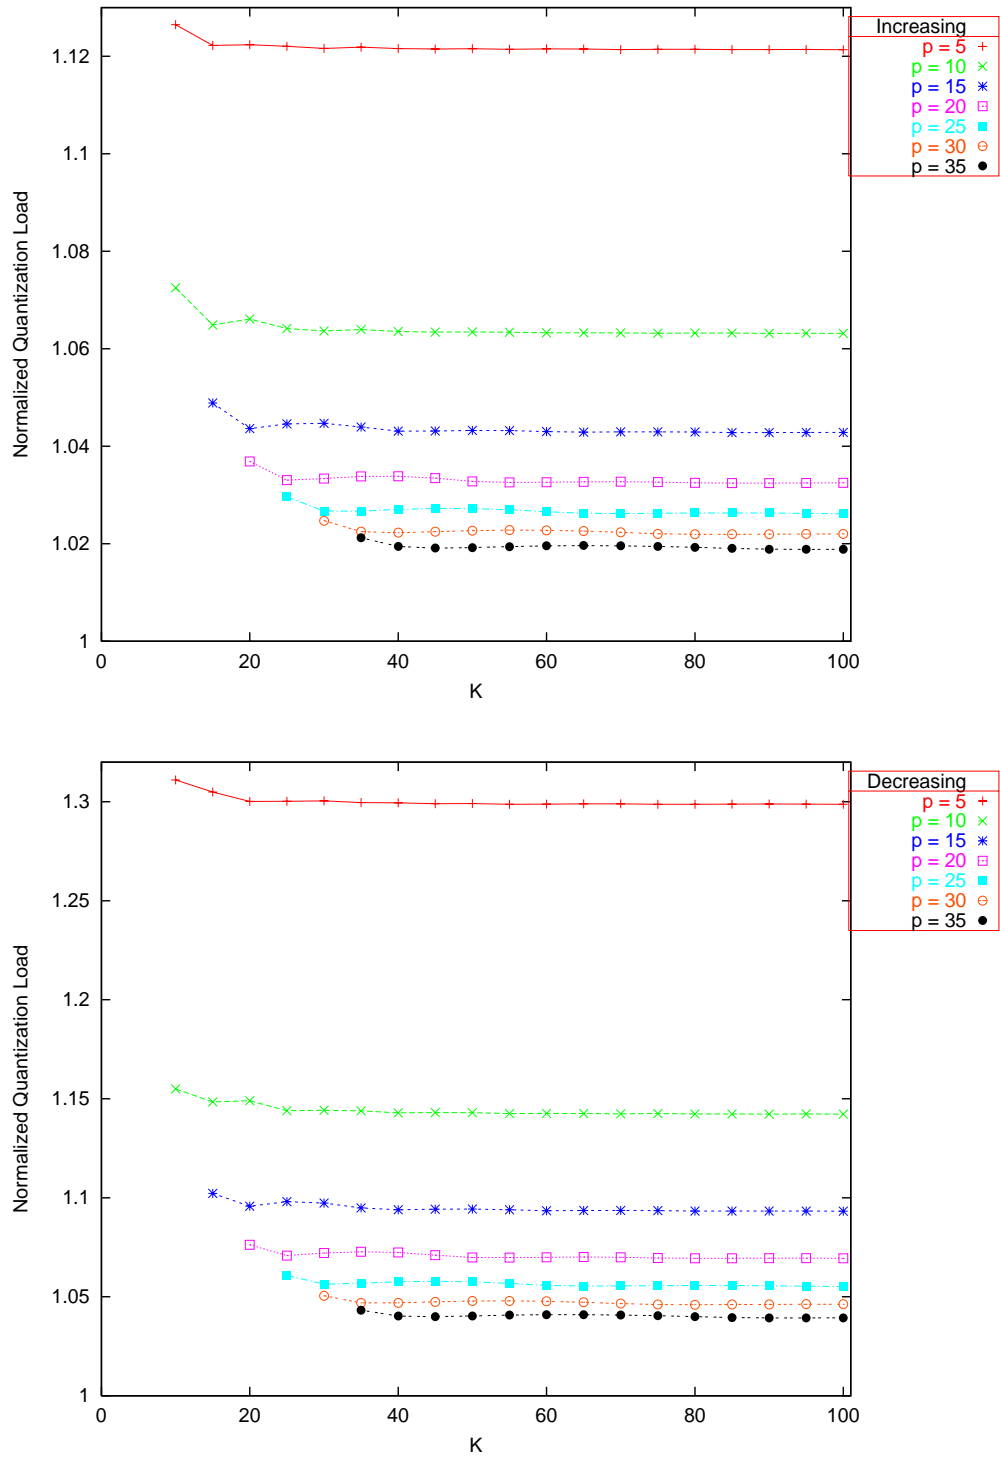 Normalized Quantization Load
1.12
1.1
1.08
1.06
1.04
1.02
1
0 20 40 60 80 100
K
Increasing
p = 5
p = 10
p = 15
p = 20
p = 25
p = 30
p = 35
Normalized Quantization Load
1.3
1.25
1.2
1.15
1.1
1.05
1
0 20 40 60 80 100
K
Decreasing
p = 5
p = 10
p = 15
p = 20
p = 25
p = 30
p = 35